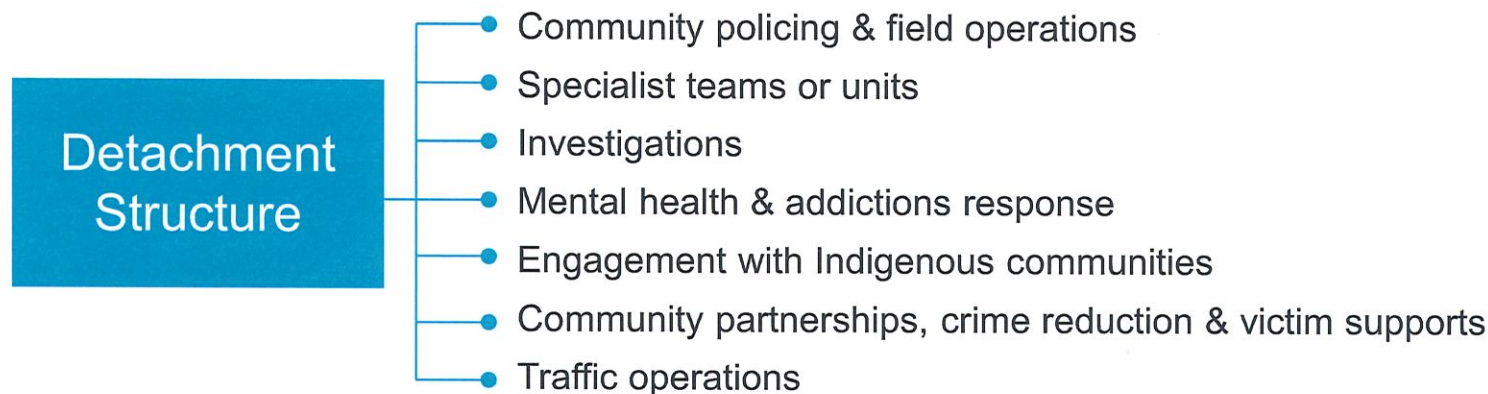 Detachment
Structure
Community policing & field operations
Specialist teams or units
Investigations
Mental health & addictions response
Engagement with Indigenous communities
Community partnerships, crime reduction & victim supports
Traffic operations